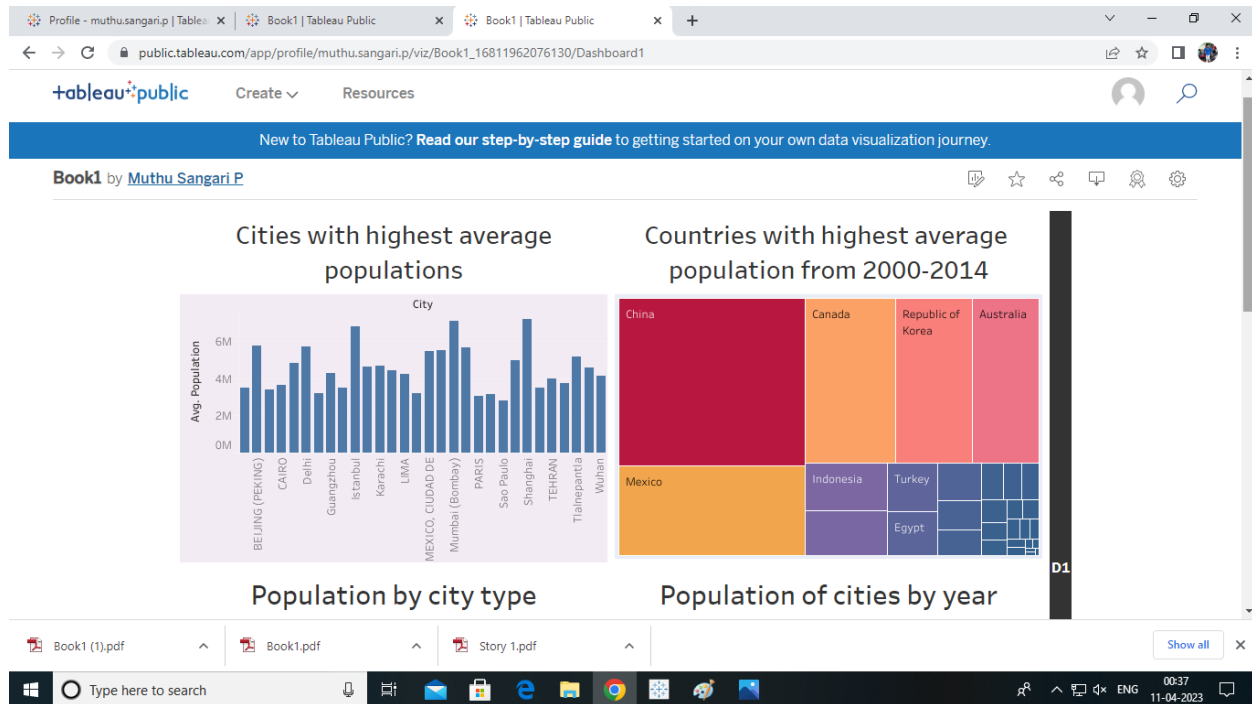 Profile - muthu.sangari.p | Tablea
Book1 | Tableau Public
Book1 | Tableau Public
public.tableau.com/app/profile/muthu.sangari.p/viz/Book1_16811962076130/Dashboard1
+ableau public
Create
Resources
New to Tableau Public? Read our step-by-step guide to getting started on your own data visualization journey.
Book1 by Muthu Sangari P
Cities with highest average
populations
City
Avg. Population
6M
4M
2M
0M
BEIJING (PEKING)
CAIRO
Delhi
Guangzhou
Istanbul
Karachi
LIMA
MEXICO, CIUDAD DE
Mumbai (Bombay)
PARIS
Sao Paulo
Shanghai
TEHRAN
Tlalnepantla
Wuhan
Countries with highest average
population from 2000-2014
China
Canada
Republic of
Korea
Australia
Mexico
Indonesia
Turkey
Egypt
D1
Population by city type
Population of cities by year
Book1 (1).pdf
Book1.pdf
Story 1.pdf
Show all
Type here to search
ENG
00:37
11-04-2023